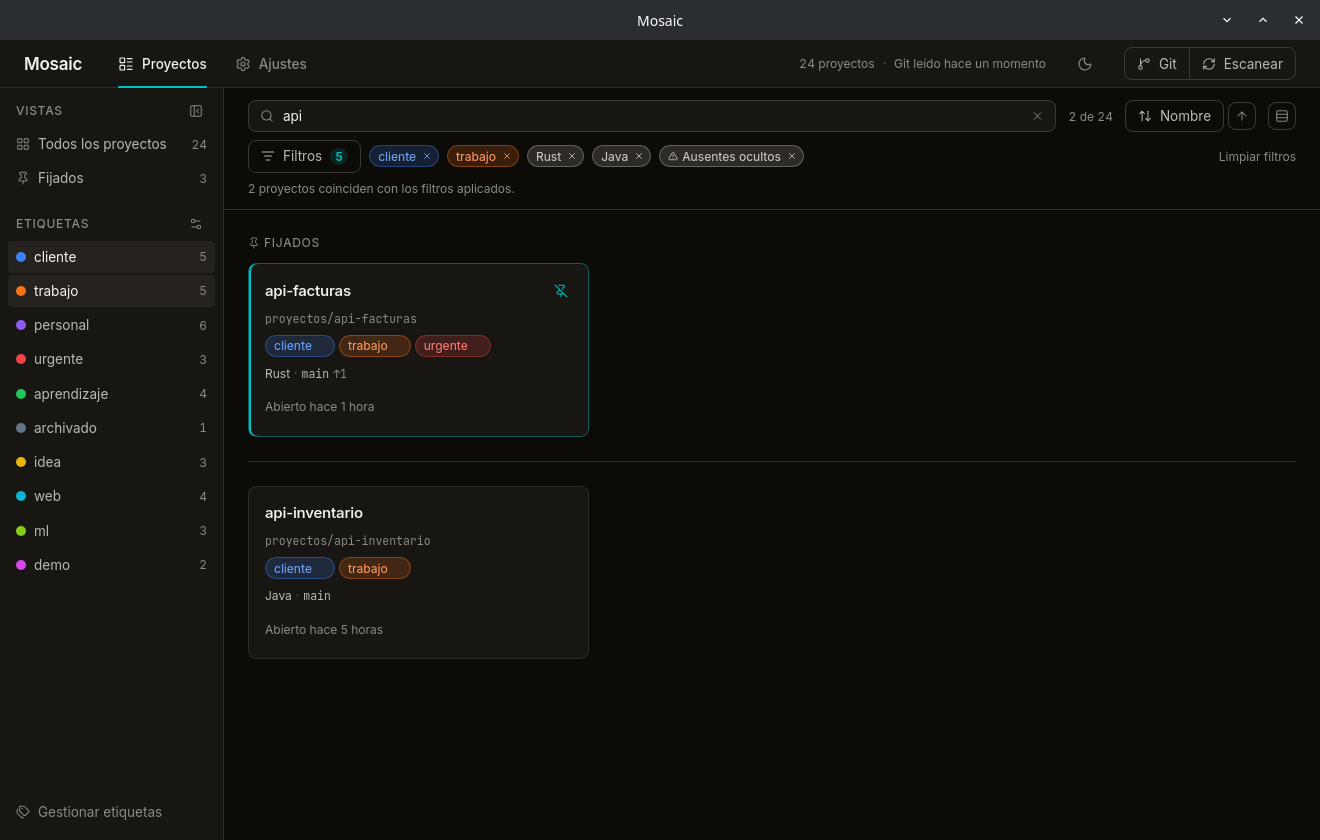 Mosaic
Mosaic
Proyectos
Ajustes
24 proyectos · Git leído hace un momento
Git
Escanear
VISTAS
Todos los proyectos 24
Fijados 3
ETIQUETAS
cliente 5
trabajo 5
personal 6
urgente 3
aprendizaje 4
archivado 1
idea 3
web 4
ml 3
demo 2
Gestionar etiquetas
api
2 de 24
Nombre
Filtros 5
cliente
trabajo
Rust
Java
Ausentes ocultos
Limpiar filtros
2 proyectos coinciden con los filtros aplicados.
FIJADOS
api-facturas
proyectos/api-facturas
cliente trabajo urgente
Rust · main ↑1
Abierto hace 1 hora
api-inventario
proyectos/api-inventario
cliente trabajo
Java · main
Abierto hace 5 horas